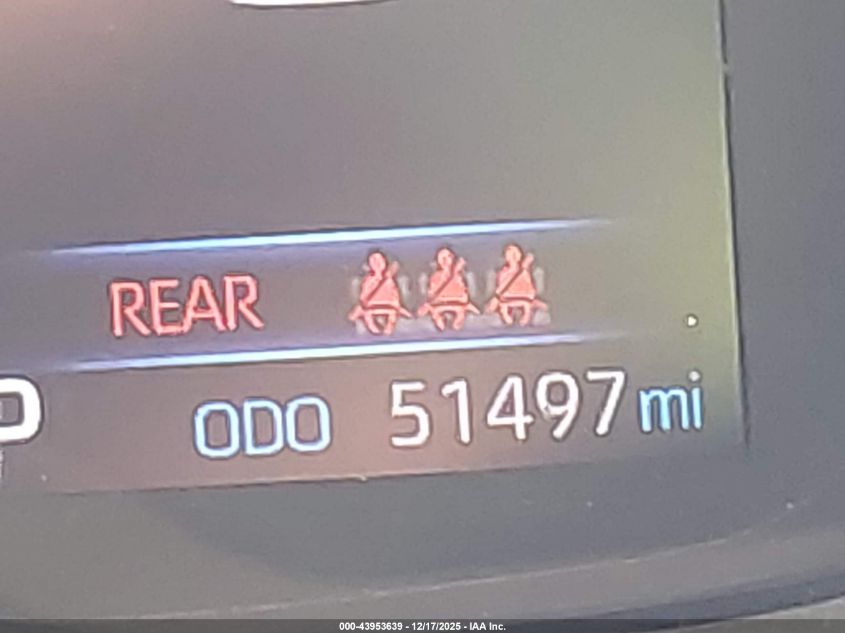 REAR
ODO 51497 mi
000-43953639 - 12/17/2025 - IAA Inc.